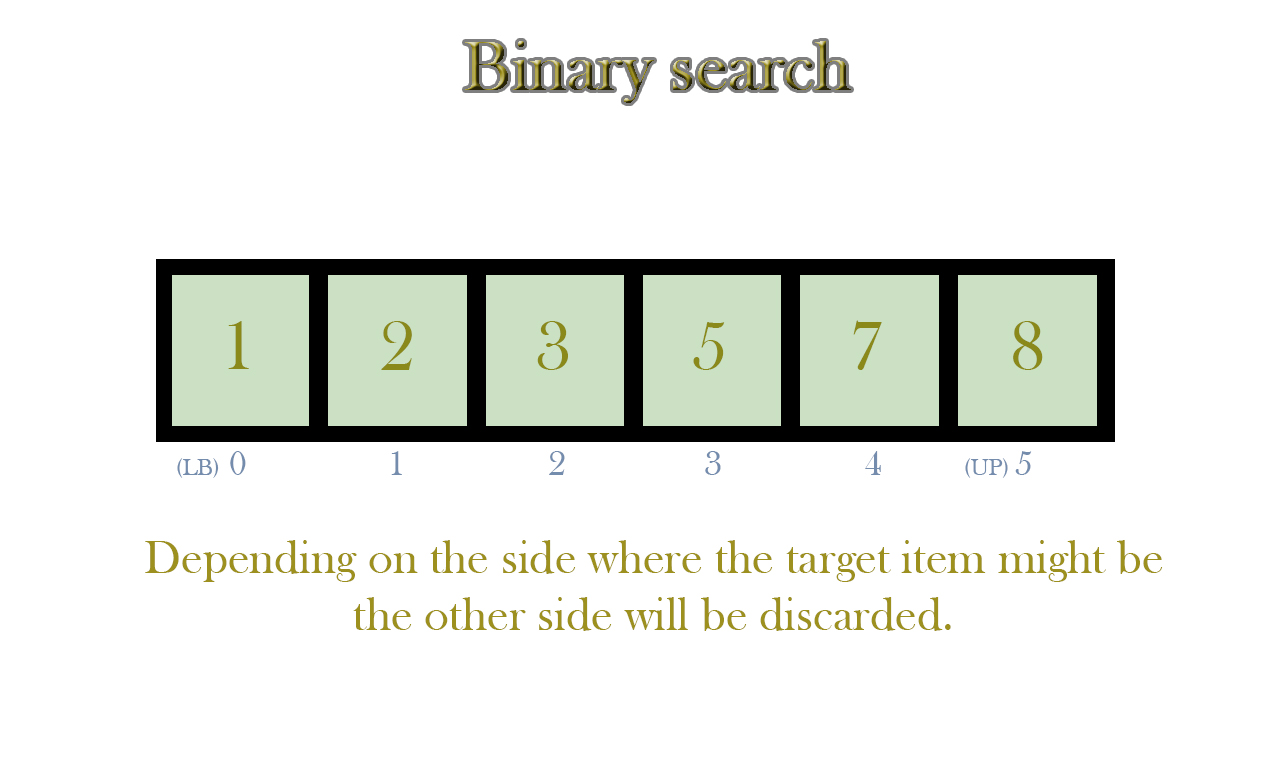 Binary search
1 2 3 5 7 8
(LB) 0 1 2 3 4 (UP) 5
Depending on the side where the target item might be
the other side will be discarded.